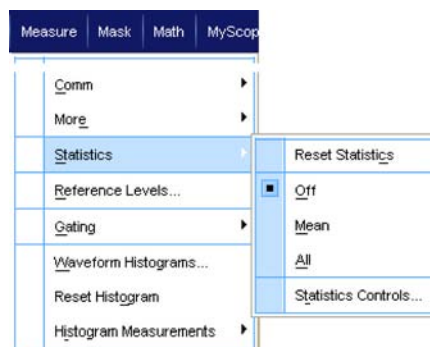 Measure Mask Math MyScop
Comm
More
Statistics
Reference Levels...
Gating
Waveform Histograms...
Reset Histogram
Histogram Measurements
Reset Statistics
Off
Mean
All
Statistics Controls...